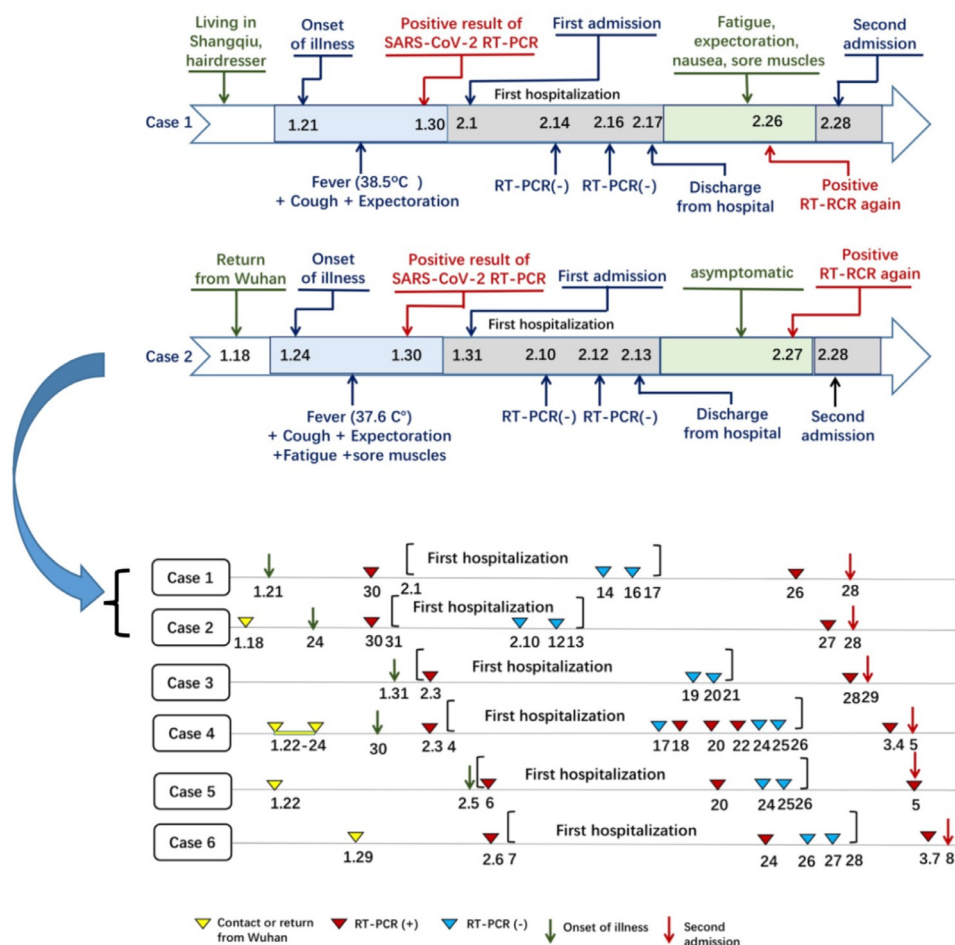 Living in
Shangqiu,
hairdresser
Onset
of illness
Positive result of
SARS-CoV-2 RT-PCR
First admission
Fatigue,
expectoration,
nausea, sore muscles
Second
admission
First hospitalization
Case 1
1.21 1.30 2.1 2.14 2.16 2.17 2.26 2.28
Fever (38.5℃ )
+ Cough + Expectoration
RT-PCR(-)
RT-PCR(-)
Discharge
from hospital
Positive
RT-RCR again
Return
from Wuhan
Onset
of illness
Positive result of
SARS-CoV-2 RT-PCR
First admission
asymptomatic
Positive
RT-RCR again
First hospitalization
Case 2
1.18 1.24 1.30 1.31 2.10 2.12 2.13 2.27 2.28
Fever (37.6 C°)
+ Cough + Expectoration
+Fatigue +sore muscles
RT-PCR(-)
RT-PCR(-)
Discharge
from hospital
Second
admission
Case 1 First hospitalization
1.21 30 2.1 14 16 17 26 28
Case 2 First hospitalization
1.18 24 30 31 2.10 12 13 27 28
Case 3 First hospitalization
1.31 2.3 19 20 21 28 29
Case 4 First hospitalization
1.22 -24 30 2.3 4 17 18 20 22 24 25 26 3.4 5
Case 5 First hospitalization
1.22 2.5 6 20 24 25 26 5
Case 6 First hospitalization
1.29 2.6 7 24 26 27 28 3.7 8
Contact or return
from Wuhan
RT-PCR (+)
RT-PCR (-)
Onset of illness
Second
admission